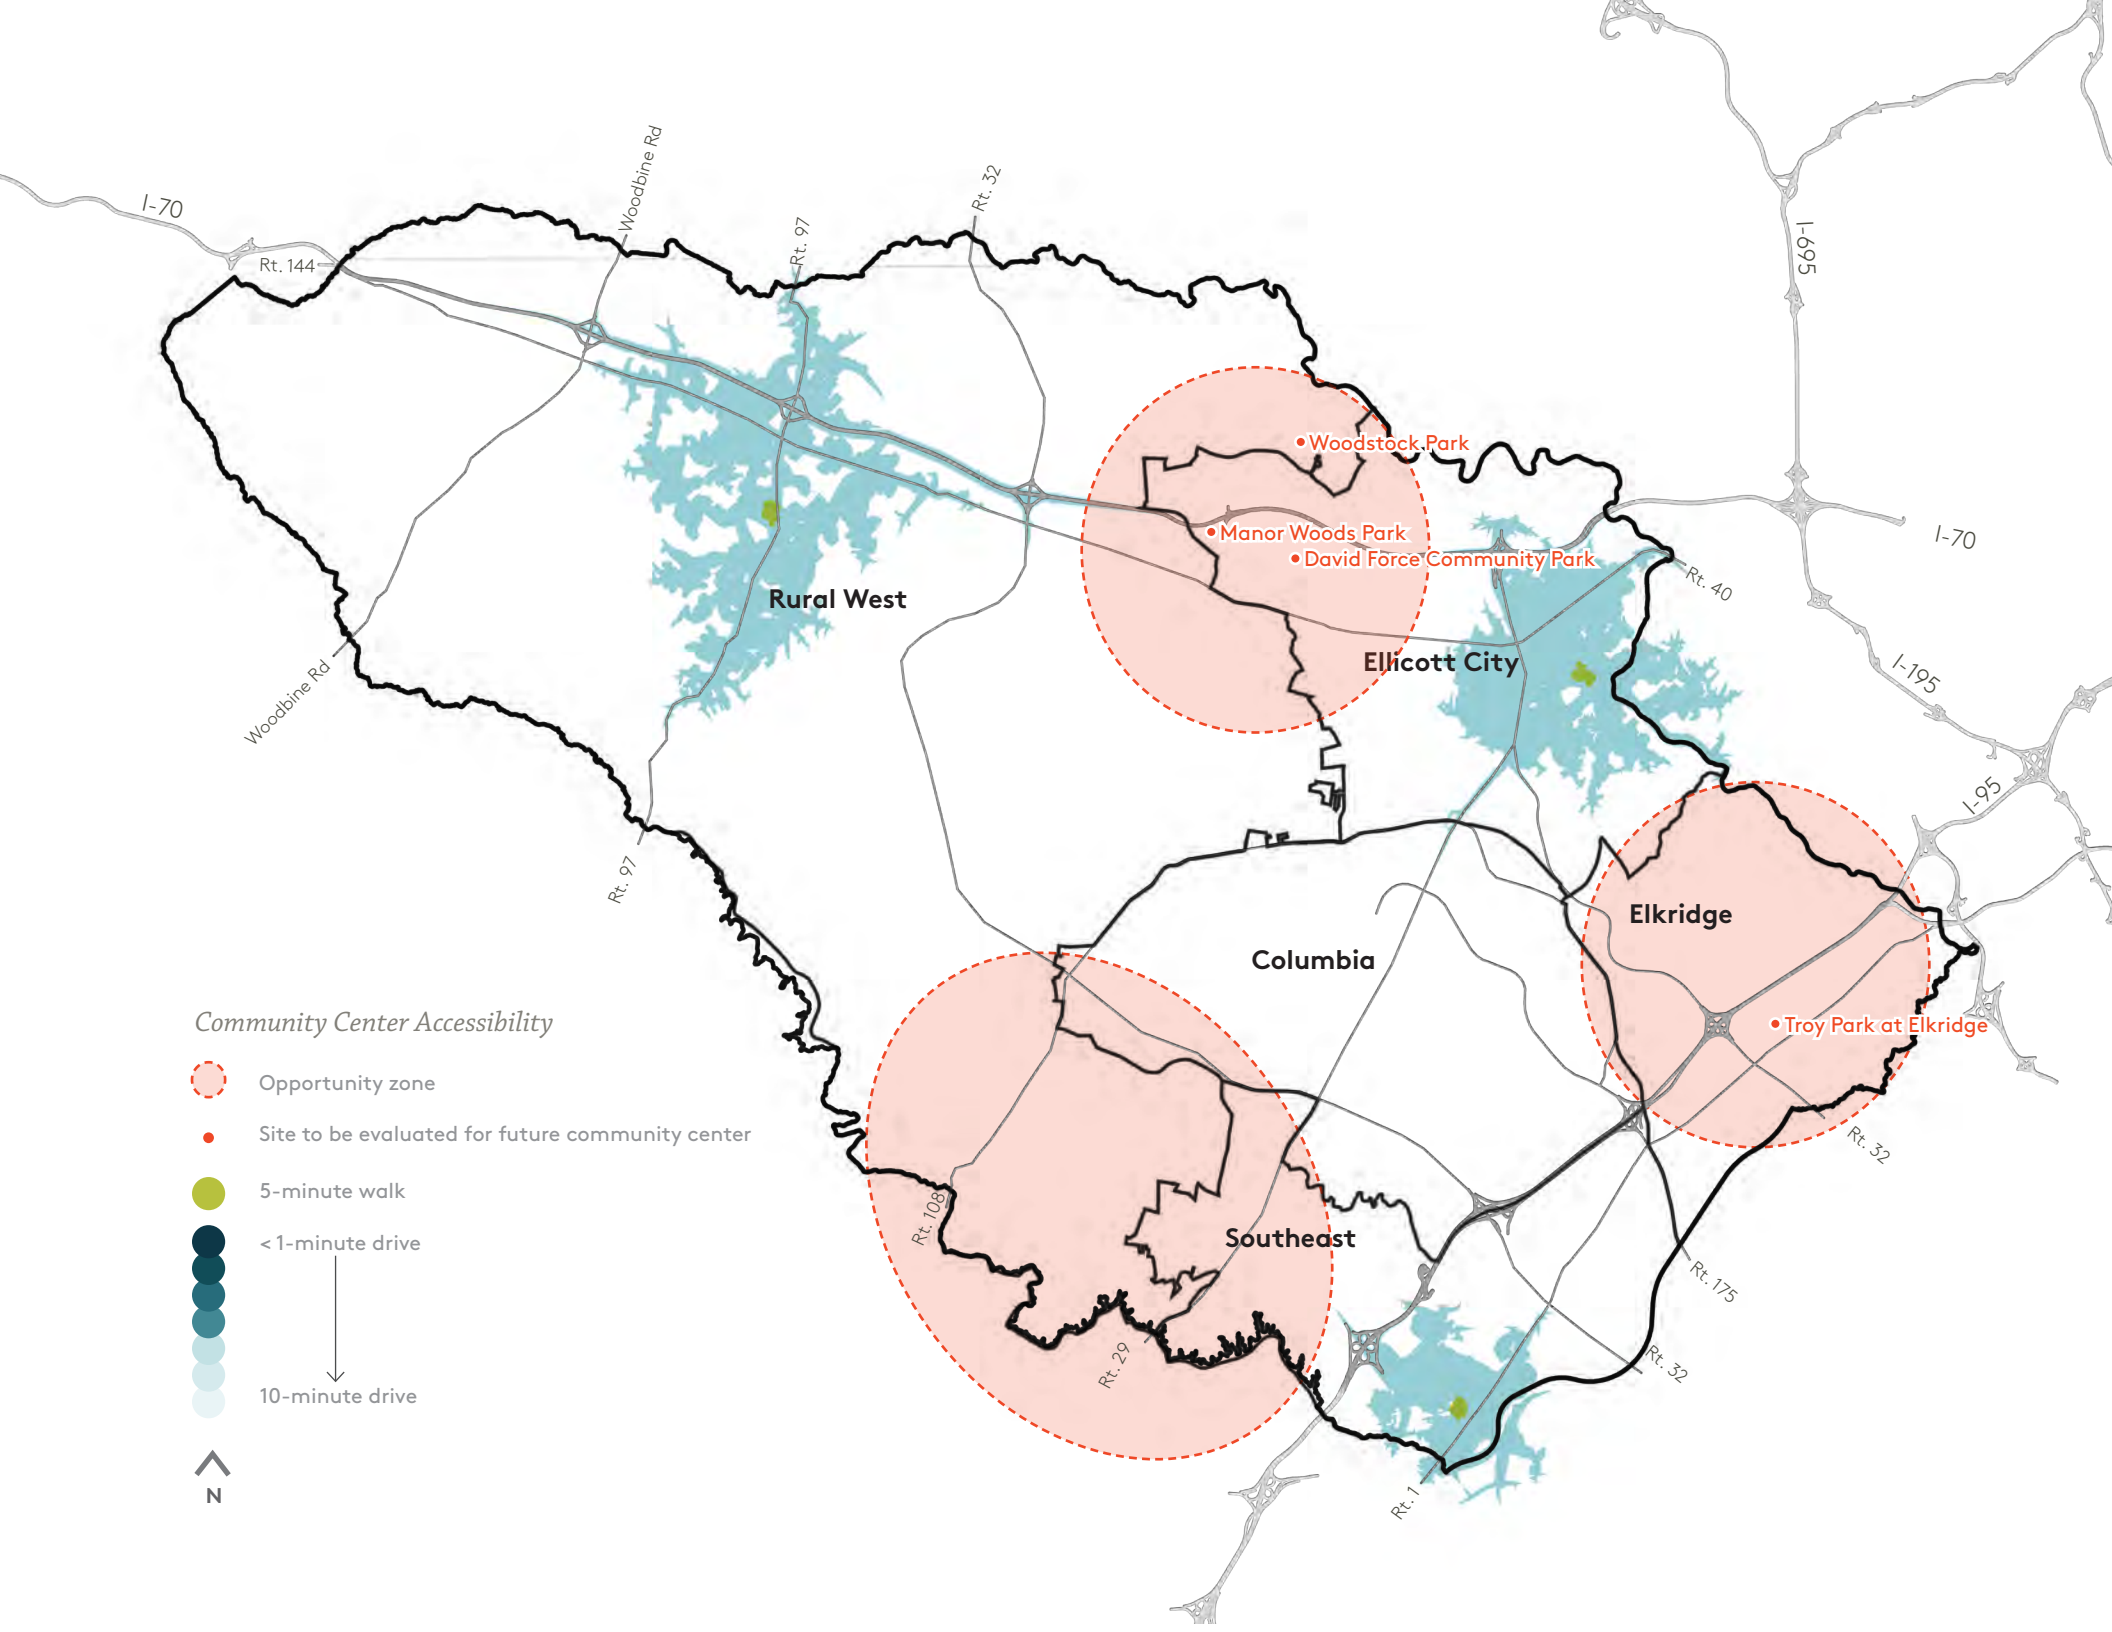 I-70
Rt. 144
Woodbine Rd
Rt. 97
Rt. 32
I-695
Woodstock Park
Manor Woods Park
David Force Community Park
I-70
Rt. 40
Rural West
Ellicott City
I-195
Woodbine Rd
I-95
Rt. 97
Elkridge
Columbia
Troy Park at Elkridge
Rt. 32
Rt. 108
Southeast
Rt. 175
Rt. 29
Rt. 32
Rt. 1
Community Center Accessibility
Opportunity zone
Site to be evaluated for future community center
5-minute walk
< 1-minute drive
10-minute drive
N